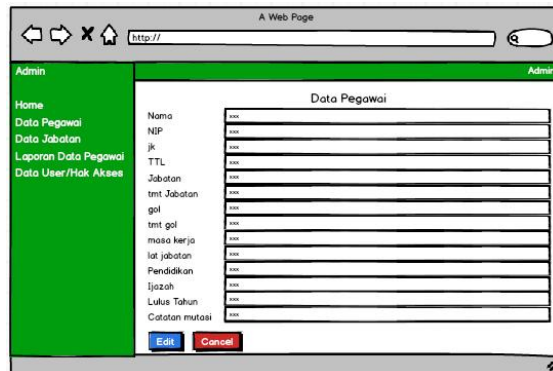 A Web Page
http://
Admin
Admin
Home
Data Pegawai
Data Jabatan
Laporan Data Pegawai
Data User/Hak Akses
Data Pegawai
Nama xxx
NIP xxx
jk xxx
TTL xxx
Jabatan xxx
tmt Jabatan xxx
gol xxx
tmt gol xxx
masa kerja xxx
lat jabatan xxx
Pendidikan xxx
Ijazah xxx
Lulus Tahun xxx
Catatan mutasi xxx
Edit Cancel